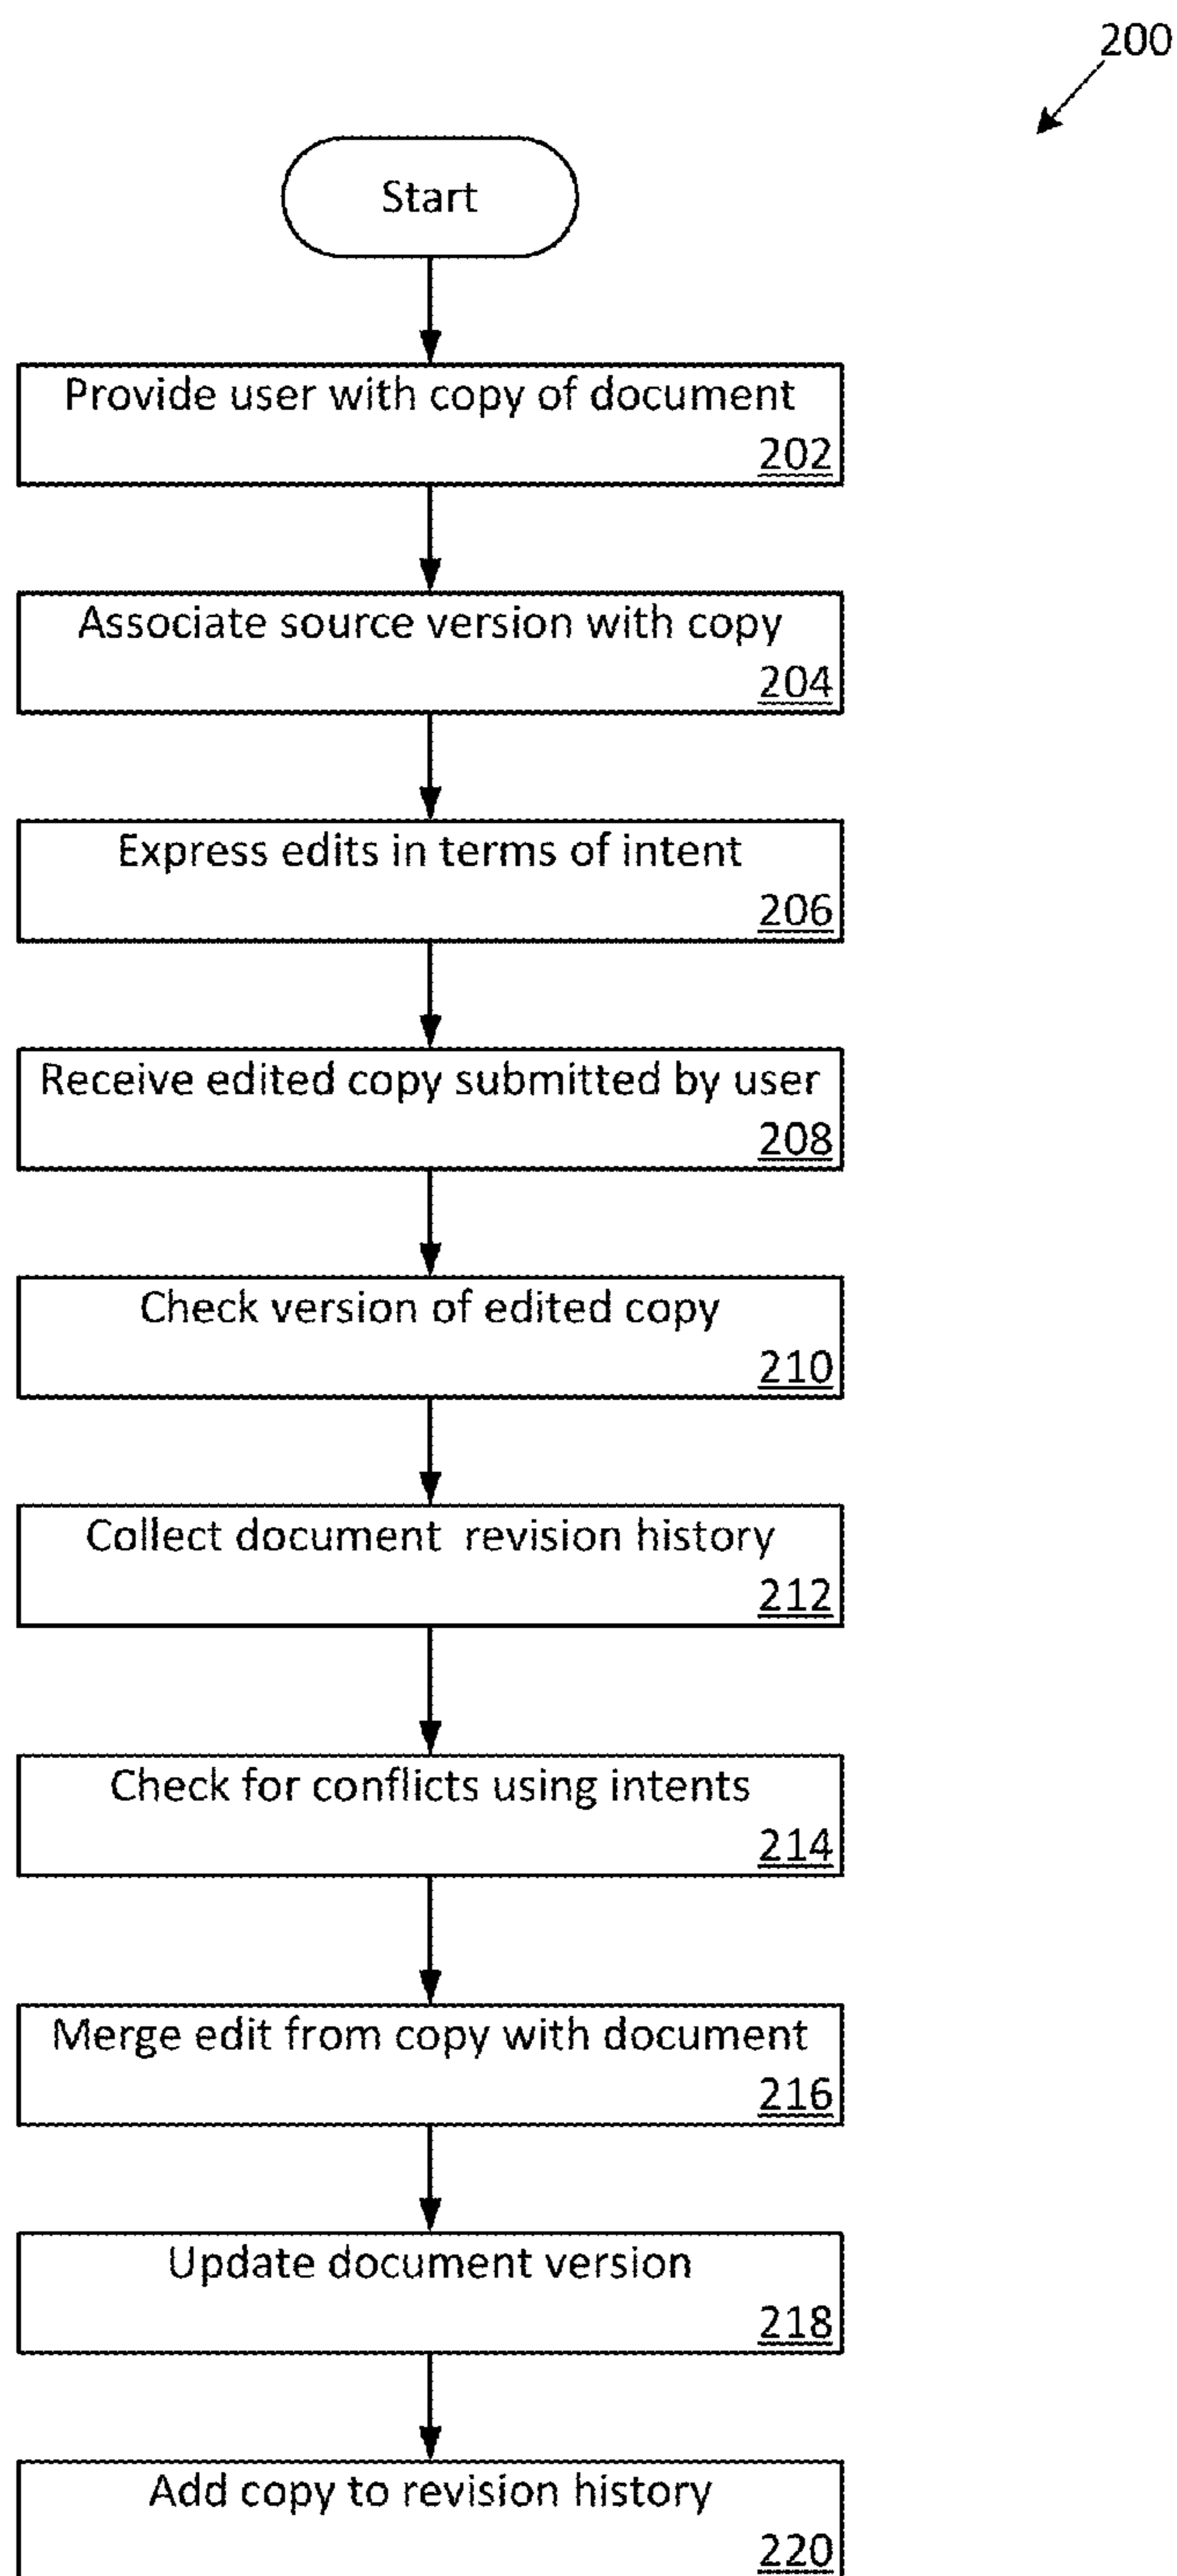 200
Start
Provide user with copy of document
202
Associate source version with copy
204
Express edits in terms of intent
206
Receive edited copy submitted by user
208
Check version of edited copy
210
Collect document revision history
212
Check for conflicts using intents
214
Merge edit from copy with document
216
Update document version
218
Add copy to revision history
220